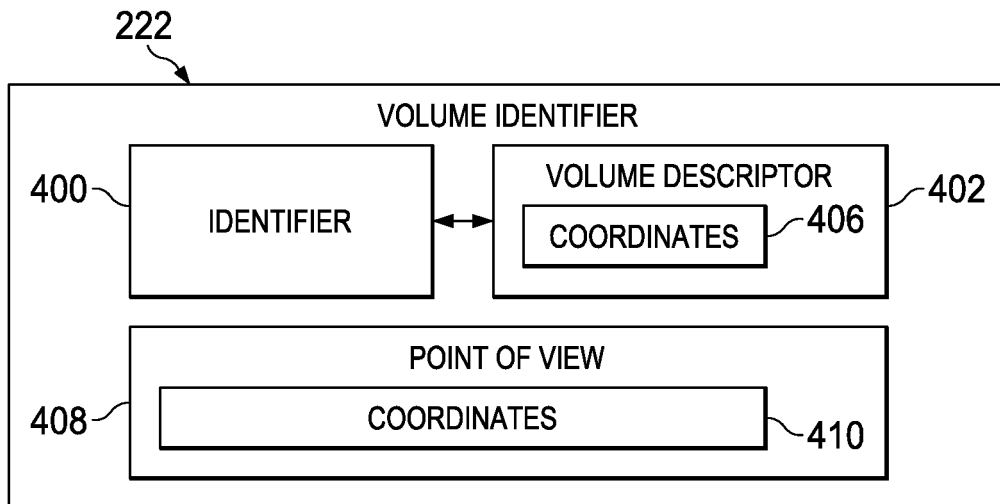 222
VOLUME IDENTIFIER
400
IDENTIFIER
VOLUME DESCRIPTOR
402
COORDINATES
406
POINT OF VIEW
408
COORDINATES
410